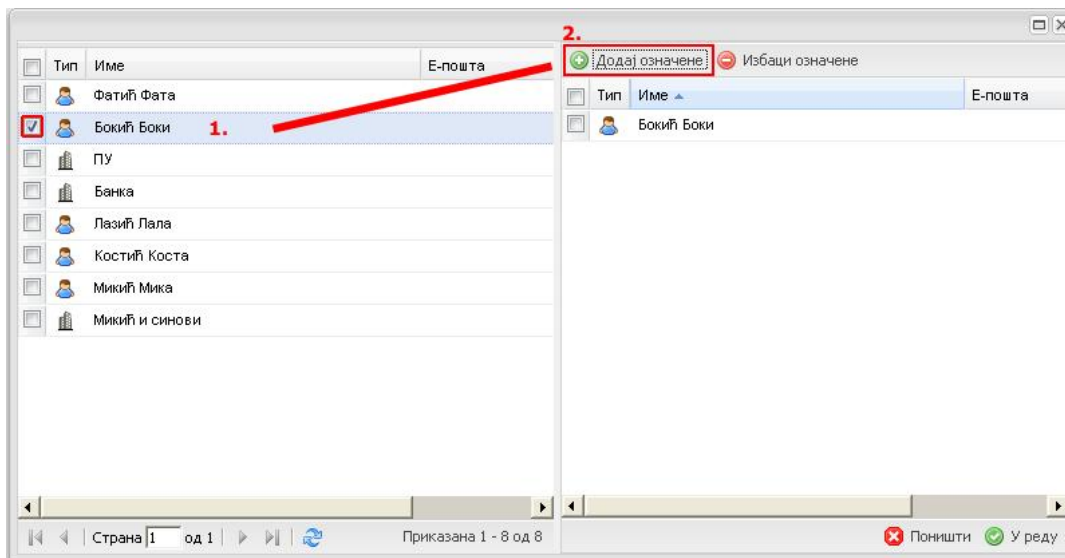 2.
Тип Име Е-пошта
Фатић Фата
Бокић Боки 1.
ПУ
Банка
Лазић Лала
Костић Коста
Микић Мика
Микић и синови
Страна 1 од 1 Приказана 1 - 8 од 8
Додај означене Избаци означене
Тип Име Е-пошта
Бокић Боки
Поништи У реду